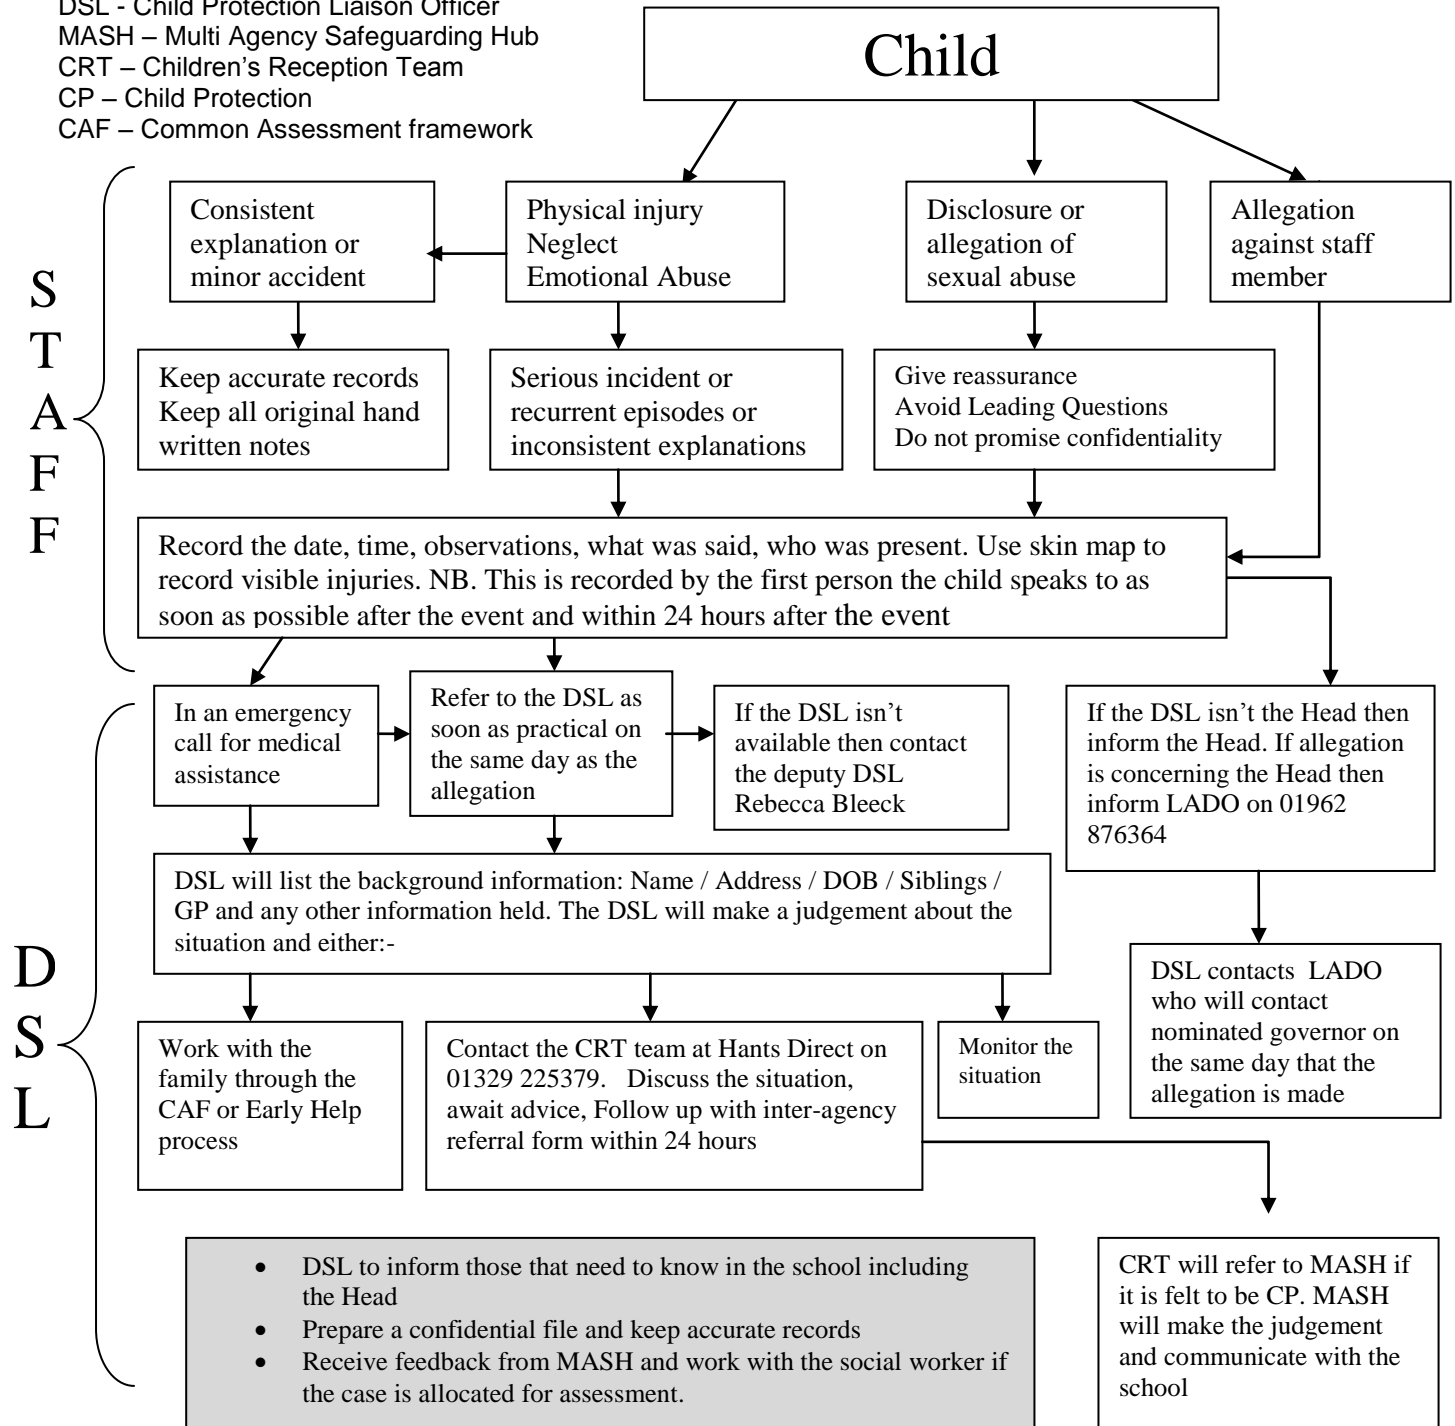 DSL - Child Protection Liaison Officer
MASH – Multi Agency Safeguarding Hub
CRT – Children's Reception Team
CP – Child Protection
CAF – Common Assessment framework
Child
S
T
A
F
F
Consistent
explanation or
minor accident
Physical injury
Neglect
Emotional Abuse
Disclosure or
allegation of
sexual abuse
Allegation
against staff
member
Keep accurate records
Keep all original hand
written notes
Serious incident or
recurrent episodes or
inconsistent explanations
Give reassurance
Avoid Leading Questions
Do not promise confidentiality
Record the date, time, observations, what was said, who was present. Use skin map to
record visible injuries. NB. This is recorded by the first person the child speaks to as
soon as possible after the event and within 24 hours after the event
D
S
L
In an emergency
call for medical
assistance
Refer to the DSL as
soon as practical on
the same day as the
allegation
If the DSL isn't
available then contact
the deputy DSL
Rebecca Bleeck
If the DSL isn't the Head then
inform the Head. If allegation
is concerning the Head then
inform LADO on 01962
876364
DSL will list the background information: Name / Address / DOB / Siblings /
GP and any other information held. The DSL will make a judgement about the
situation and either:-
DSL contacts  LADO
who will contact
nominated governor on
the same day that the
allegation is made
Work with the
family through the
CAF or Early Help
process
Contact the CRT team at Hants Direct on
01329 225379.   Discuss the situation,
await advice, Follow up with inter-agency
referral form within 24 hours
Monitor the
situation
• DSL to inform those that need to know in the school including
the Head
• Prepare a confidential file and keep accurate records
• Receive feedback from MASH and work with the social worker if
the case is allocated for assessment.
CRT will refer to MASH if
it is felt to be CP. MASH
will make the judgement
and communicate with the
school